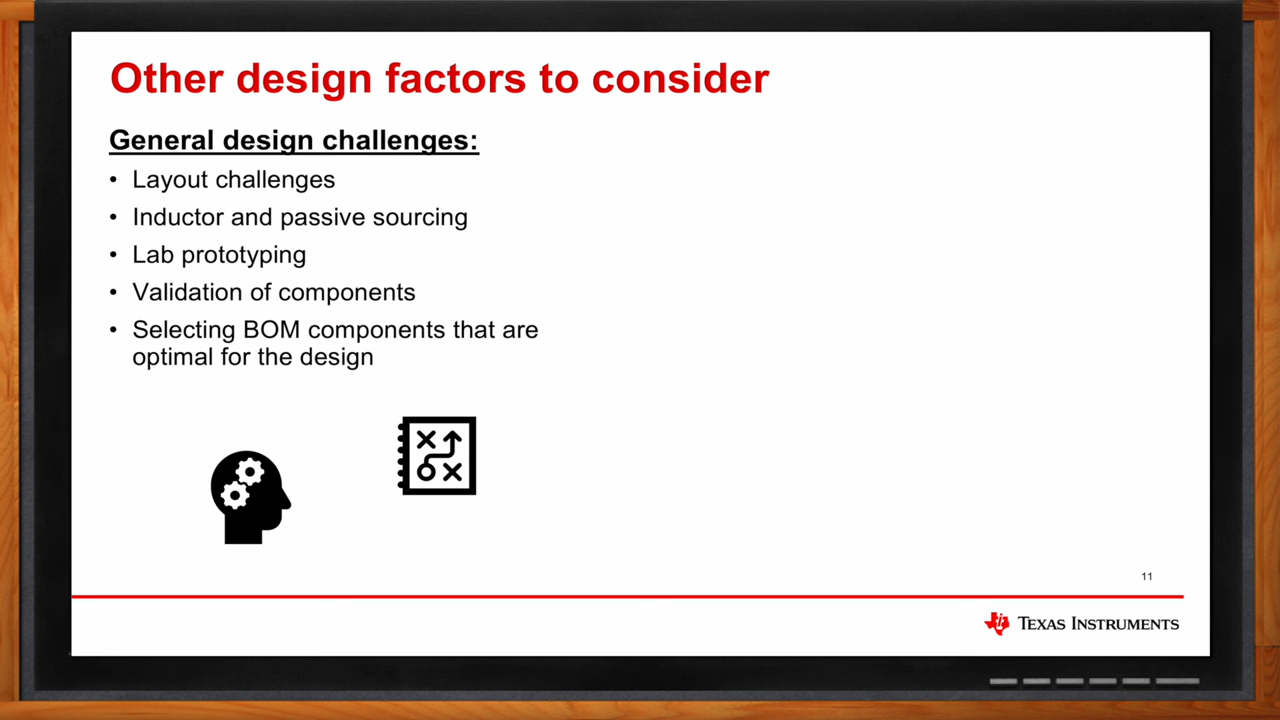 Other design factors to consider
General design challenges:
• Layout challenges
• Inductor and passive sourcing
• Lab prototyping
• Validation of components
• Selecting BOM components that are
optimal for the design
11
TEXAS INSTRUMENTS